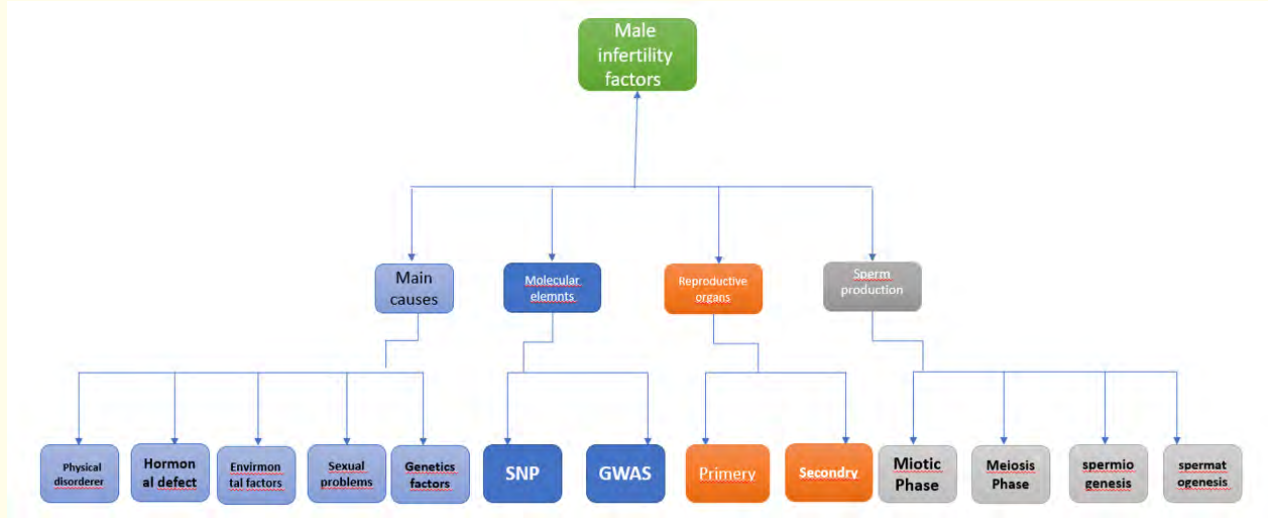 Male
infertility
factors
Main
causes
Molecular
elemnts
Reproductive
organs
Sperm
production
Physical
disorderer
Hormon
al defect
Envirmon
tal factors
Sexual
problems
Genetics
factors
SNP
GWAS
Primery
Secondry
Miotic
Phase
Meiosis
Phase
spermio
genesis
spermat
ogenesis